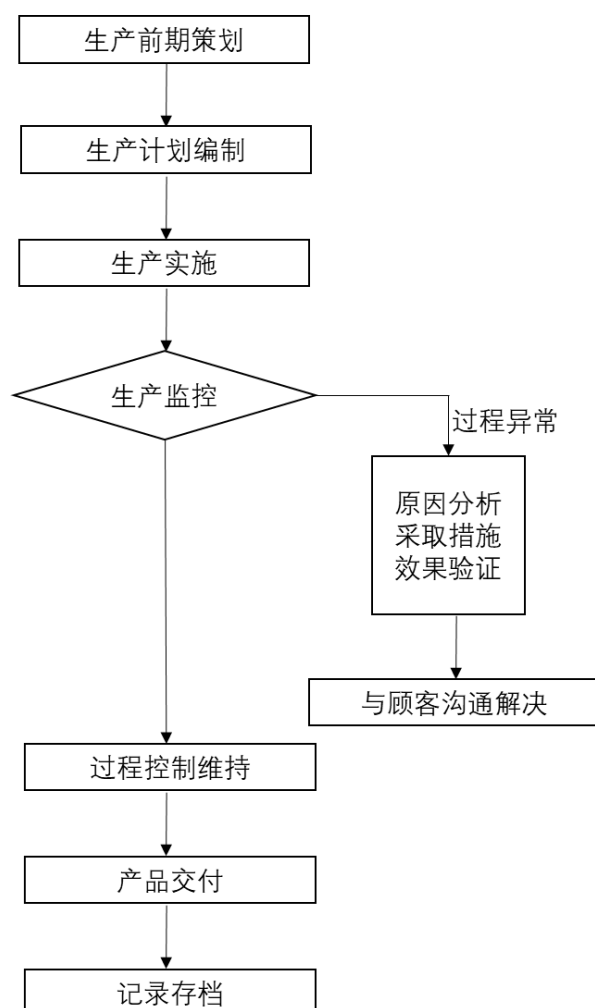 生产前期策划
生产计划编制
生产实施
生产监控
过程异常
原因分析
采取措施
效果验证
与顾客沟通解决
过程控制维持
产品交付
记录存档